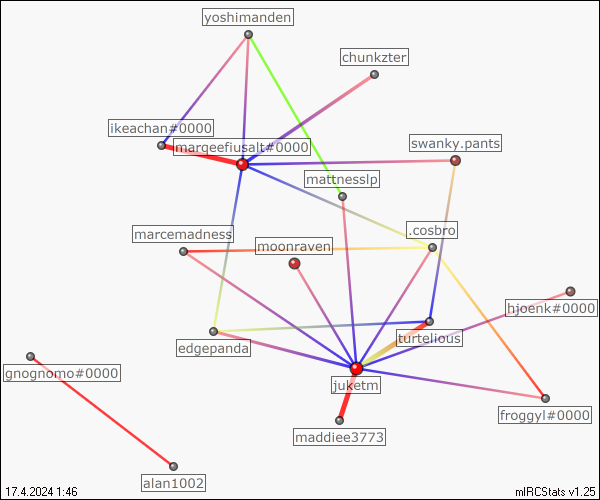 yoshimanden
chunkzter
ikeachan#0000
marqeefiusalt#0000
swanky.pants
mattnesslp
marcemadness
.cosbro
moonraven
hjoenk#0000
turtelious
edgepanda
gnognomo#0000
juketm
froggyl#0000
maddiee3773
alan1002
17.4.2024 1:46
mIRCStats v1.25